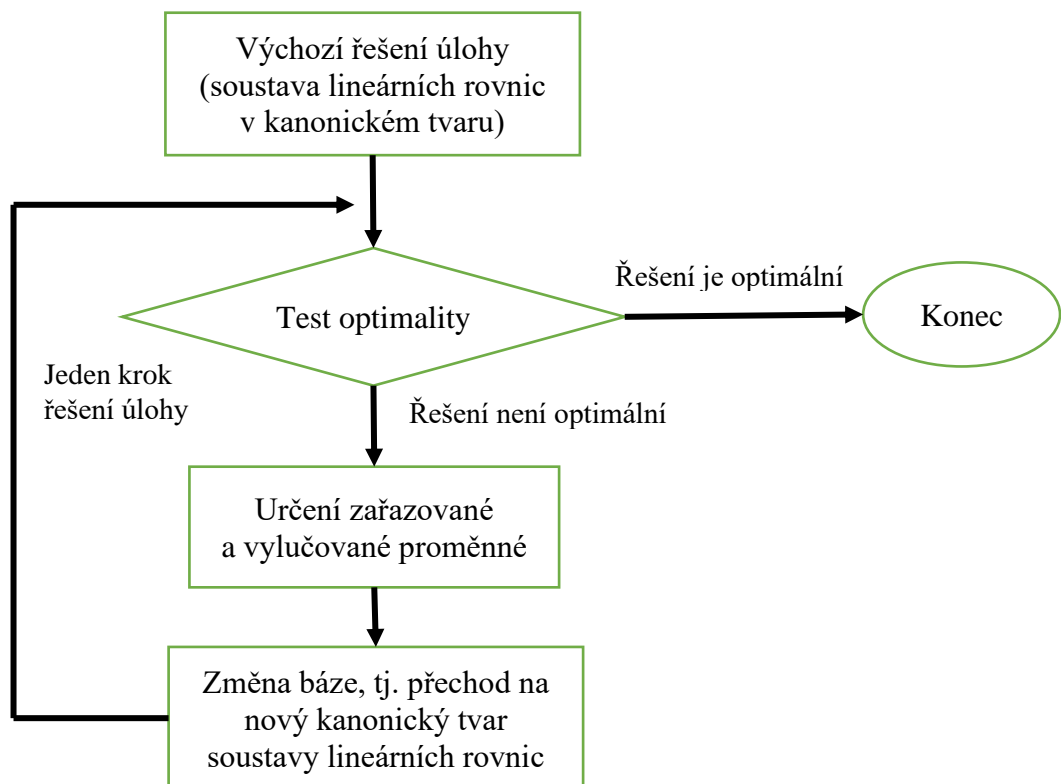 Výchozí řešení úlohy
(soustava lineárních rovnic
v kanonickém tvaru)
Test optimality
Řešení je optimální
Konec
Jeden krok
řešení úlohy
Řešení není optimální
Určení zařazované
a vylučované proměnné
Změna báze, tj. přechod na
nový kanonický tvar
soustavy lineárních rovnic